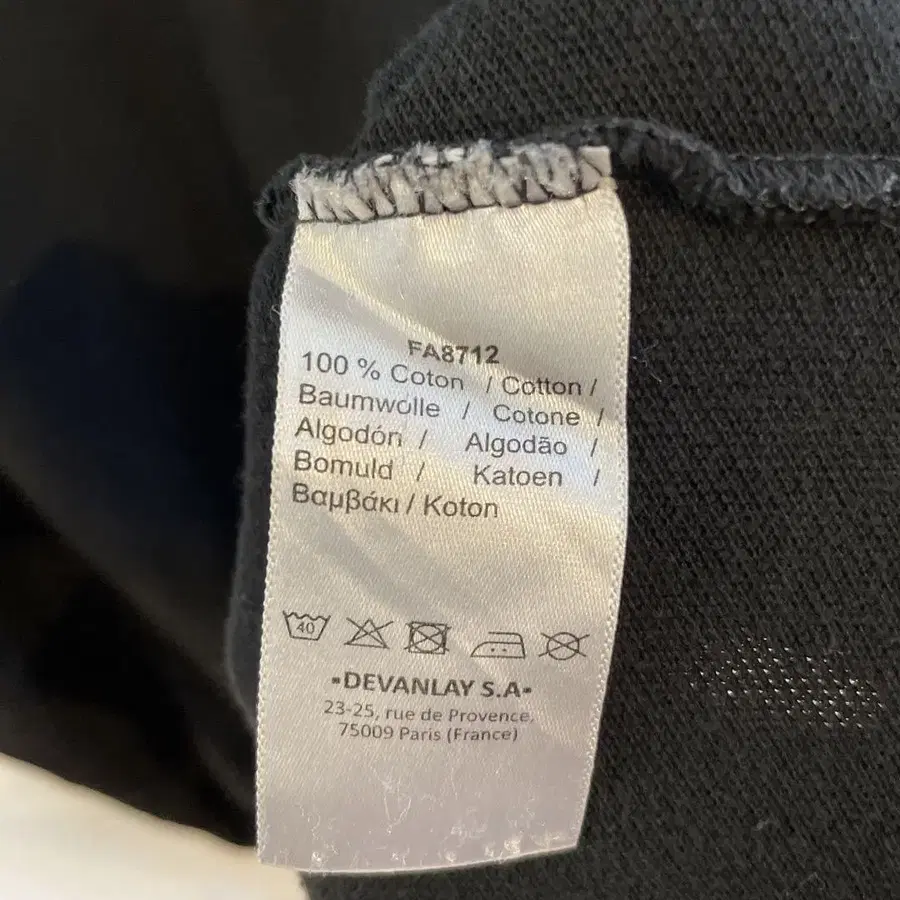 FA8712
100 % Coton / Cotton /
Baumwolle / Cotone /
Algodón / Algodão /
Bomuld / Katoen /
Βαμβάκι / Koton
40
•DEVANLAY S.A•
23-25, rue de Provence,
75009 Paris (France)